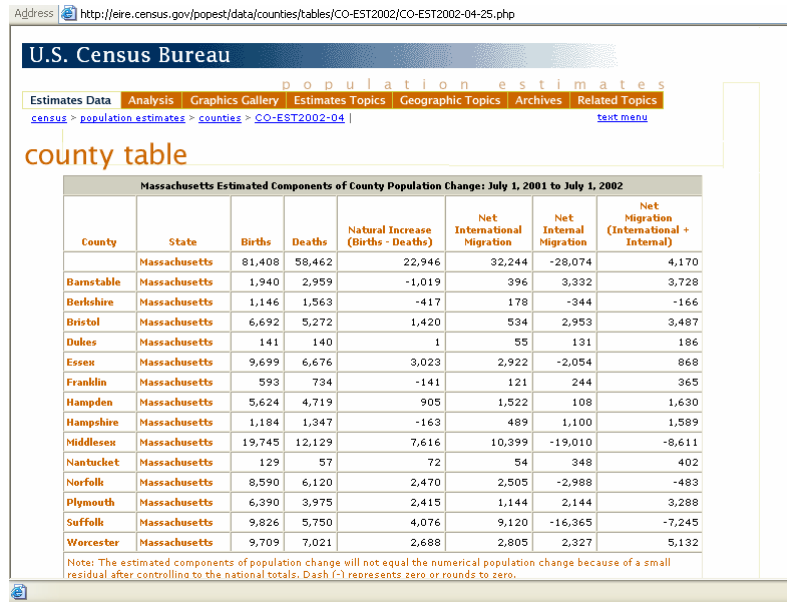 Address http://eire.census.gov/popest/data/counties/tables/CO-EST2002/CO-EST2002-04-25.php
U.S. Census Bureau
population estimates
Estimates Data Analysis Graphics Gallery Estimates Topics Geographic Topics Archives Related Topics
census > population estimates > counties > CO-EST2002-04 | text menu
county table
Massachusetts Estimated Components of County Population Change: July 1, 2001 to July 1, 2002
County State Births Deaths Natural Increase (Births - Deaths) Net International Migration Net Internal Migration Net Migration (International + Internal)
Massachusetts 81,408 58,462 22,946 32,244 -28,074 4,170
Barnstable Massachusetts 1,940 2,959 -1,019 396 3,332 3,728
Berkshire Massachusetts 1,146 1,563 -417 178 -344 -166
Bristol Massachusetts 6,692 5,272 1,420 534 2,953 3,487
Dukes Massachusetts 141 140 1 55 131 186
Essex Massachusetts 9,699 6,676 3,023 2,922 -2,054 868
Franklin Massachusetts 593 734 -141 121 244 365
Hampden Massachusetts 5,624 4,719 905 1,522 108 1,630
Hampshire Massachusetts 1,184 1,347 -163 489 1,100 1,589
Middlesex Massachusetts 19,745 12,129 7,616 10,399 -19,010 -8,611
Nantucket Massachusetts 129 57 72 54 348 402
Norfolk Massachusetts 8,590 6,120 2,470 2,505 -2,988 -483
Plymouth Massachusetts 6,390 3,975 2,415 1,144 2,144 3,288
Suffolk Massachusetts 9,826 5,750 4,076 9,120 -16,365 -7,245
Worcester Massachusetts 9,709 7,021 2,688 2,805 2,327 5,132
Note: The estimated components of population change will not equal the numerical population change because of a small
residual after controlling to the national totals. Dash (-) represents zero or rounds to zero.